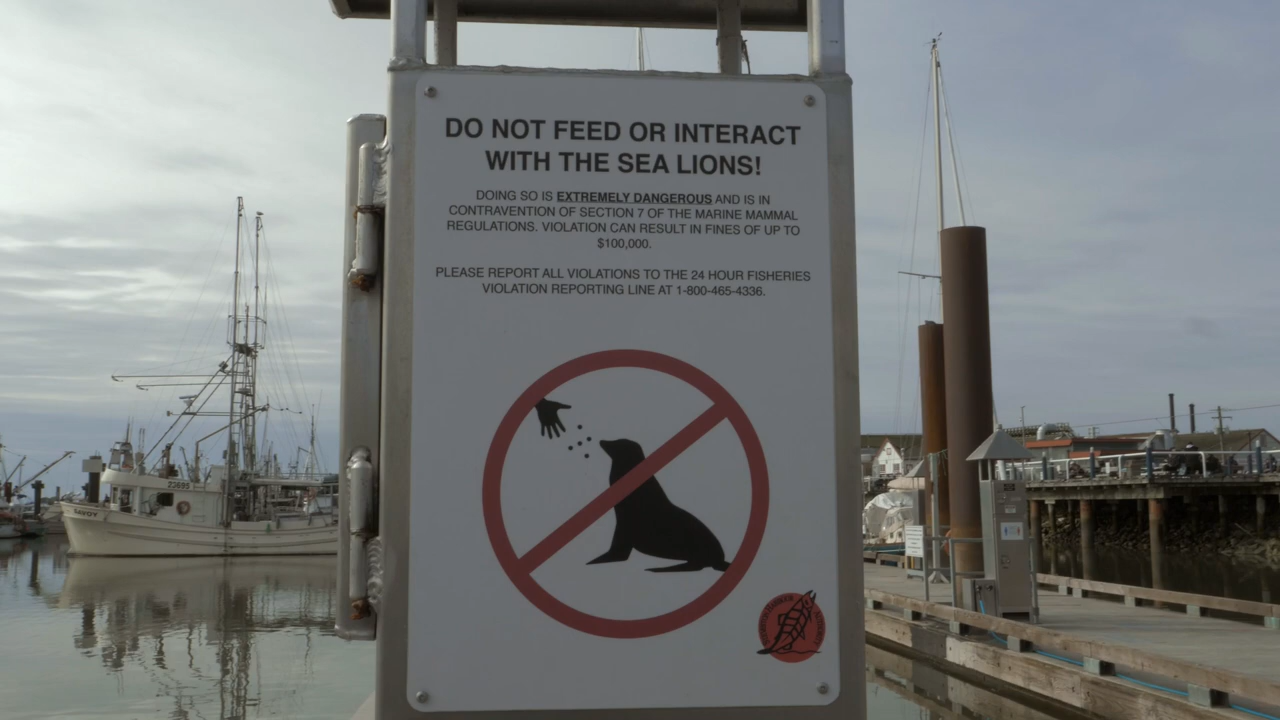 DO NOT FEED OR INTERACT
WITH THE SEA LIONS!
DOING SO IS EXTREMELY DANGEROUS AND IS IN
CONTRAVENTION OF SECTION 7 OF THE MARINE MAMMAL
REGULATIONS. VIOLATION CAN RESULT IN FINES OF UP TO
$100,000.
PLEASE REPORT ALL VIOLATIONS TO THE 24 HOUR FISHERIES
VIOLATION REPORTING LINE AT 1-800-465-4336.
23695
SAVOY